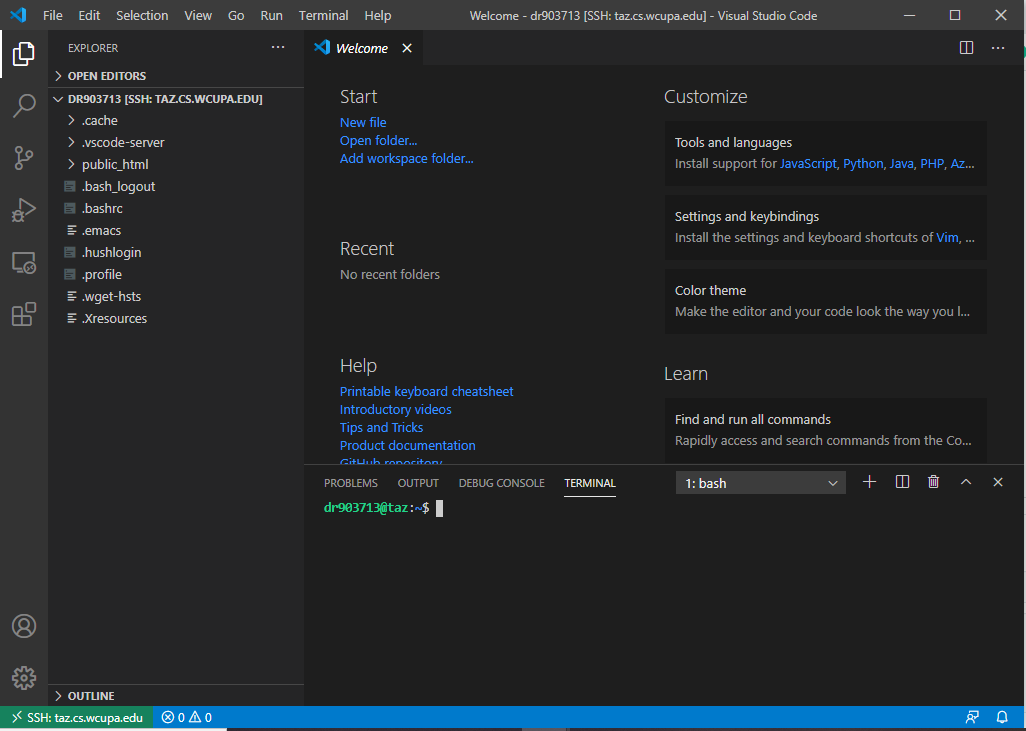 File Edit Selection View Go Run Terminal Help Welcome - dr903713 [SSH: taz.cs.wcupa.edu] - Visual Studio Code
EXPLORER
OPEN EDITORS
DR903713 [SSH: TAZ.CS.WCUPA.EDU]
.cache
.vscode-server
public_html
.bash_logout
.bashrc
.emacs
.hushlogin
.profile
.wget-hsts
.Xresources
OUTLINE
Welcome
Start
New file
Open folder...
Add workspace folder...
Recent
No recent folders
Help
Printable keyboard cheatsheet
Introductory videos
Tips and Tricks
Product documentation
GitHub repository
Customize
Tools and languages
Install support for JavaScript, Python, Java, PHP, Az...
Settings and keybindings
Install the settings and keyboard shortcuts of Vim, ...
Color theme
Make the editor and your code look the way you l...
Learn
Find and run all commands
Rapidly access and search commands from the Co...
PROBLEMS OUTPUT DEBUG CONSOLE TERMINAL 1: bash
dr903713@taz:~$
SSH: taz.cs.wcupa.edu 0 0